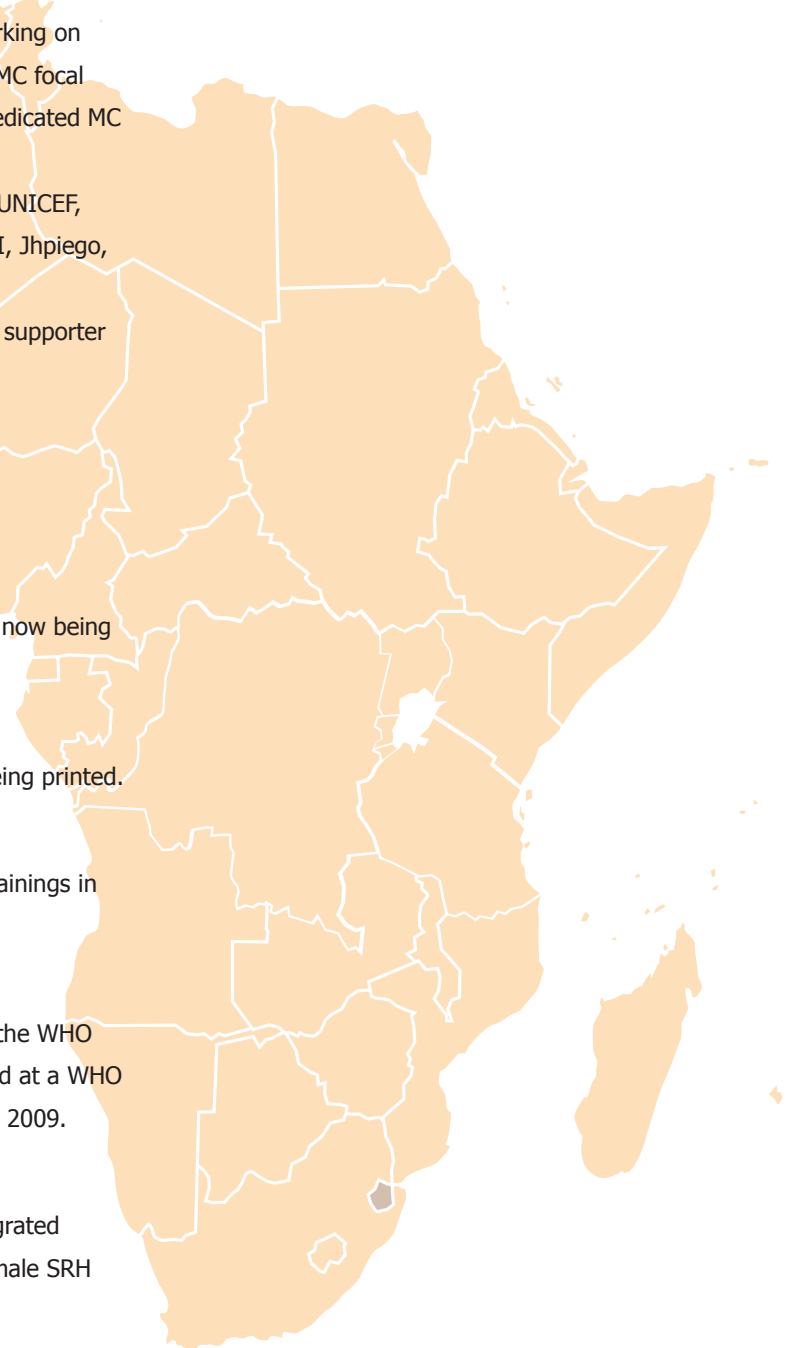 rking on
MC focal
edicated MC
UNICEF,
I, Jhpiego,
supporter
now being
eing printed.
ainings in
the WHO
d at a WHO
2009.
grated
nale SRH